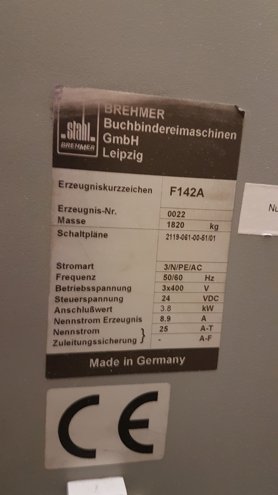 stahl
BREHMER
BREHMER
Buchbindereimaschinen
GmbH
Leipzig
Erzeugniskurzzeichen F142A
Erzeugnis-Nr. 0022
Masse 1820 kg
Schaltpläne 2119-061-00-51/01
Stromart 3/N/PE/AC
Frequenz 50/60 Hz
Betriebsspannung 3x400 V
Steuerspannung 24 VDC
Anschlußwert 3.8 kW
Nennstrom Erzeugnis 8.9 A
Nennstrom } 25 A-T
Zuleitungssicherung } - A-F
Made in Germany
CE